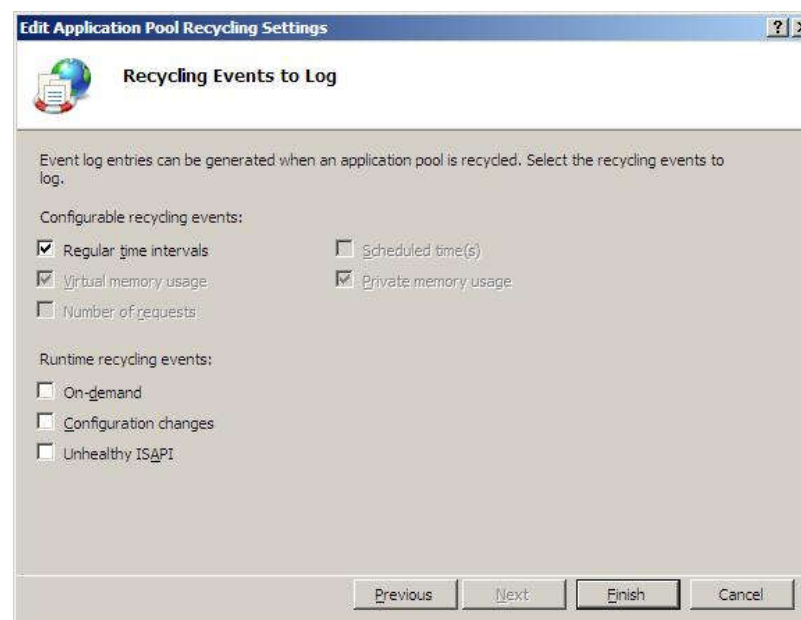 Edit Application Pool Recycling Settings
Recycling Events to Log
Event log entries can be generated when an application pool is recycled. Select the recycling events to
log.
Configurable recycling events:
Regular time intervals
Scheduled time(s)
Virtual memory usage
Private memory usage
Number of requests
Runtime recycling events:
On-demand
Configuration changes
Unhealthy ISAPI
Previous
Next
Finish
Cancel